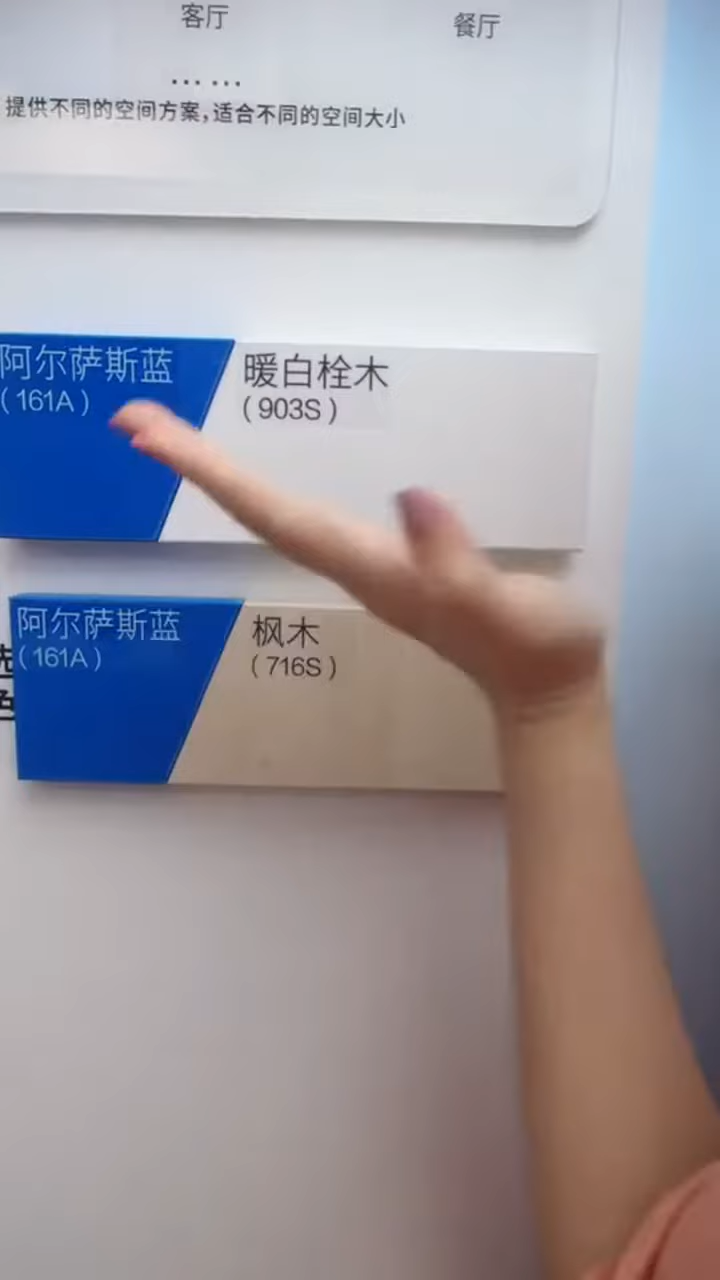 客厅 餐厅
……
提供不同的空间方案,适合不同的空间大小
阿尔萨斯蓝
(161A)
暖白栓木
(903S)
阿尔萨斯蓝
(161A)
枫木
(716S)